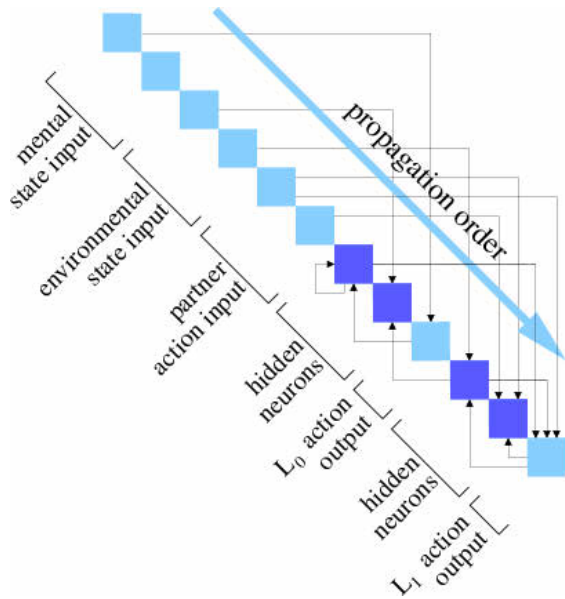 propagation order
mental
state input
environmental
state input
partner
action input
hidden
neurons
L₀ action
output
hidden
neurons
L₁ action
output